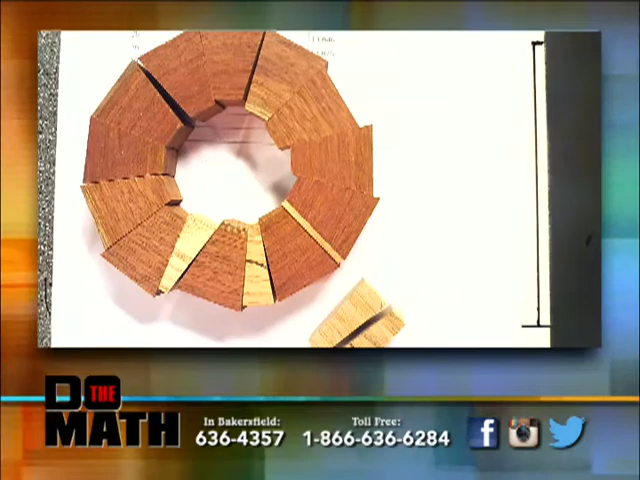 DO THE MATH
In Bakersfield:
636-4357
Toll Free:
1-866-636-6284